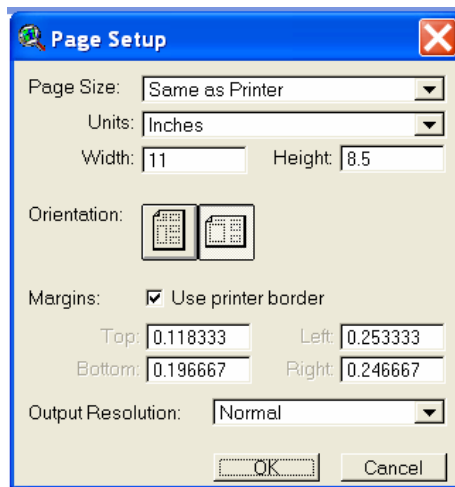 Page Setup
Page Size: Same as Printer
Units: Inches
Width: 11 Height: 8.5
Orientation:
Margins: Use printer border
Top: 0.118333 Left: 0.253333
Bottom: 0.196667 Right: 0.246667
Output Resolution: Normal
OK Cancel